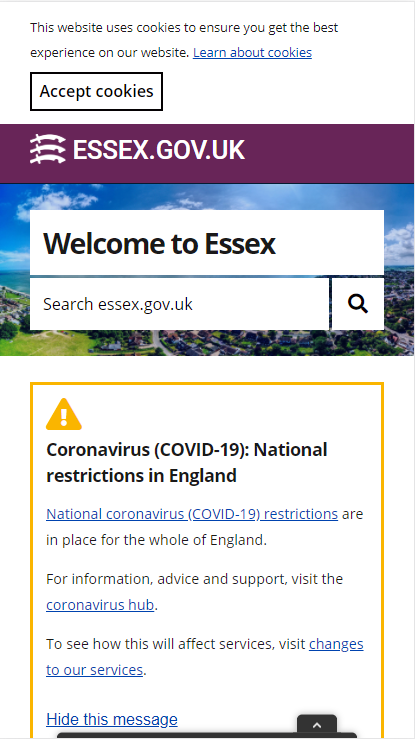 This website uses cookies to ensure you get the best
experience on our website. Learn about cookies
Accept cookies
ESSEX.GOV.UK
Welcome to Essex
Search essex.gov.uk
Coronavirus (COVID-19): National
restrictions in England
National coronavirus (COVID-19) restrictions are
in place for the whole of England.
For information, advice and support, visit the
coronavirus hub.
To see how this will affect services, visit changes
to our services.
Hide this message